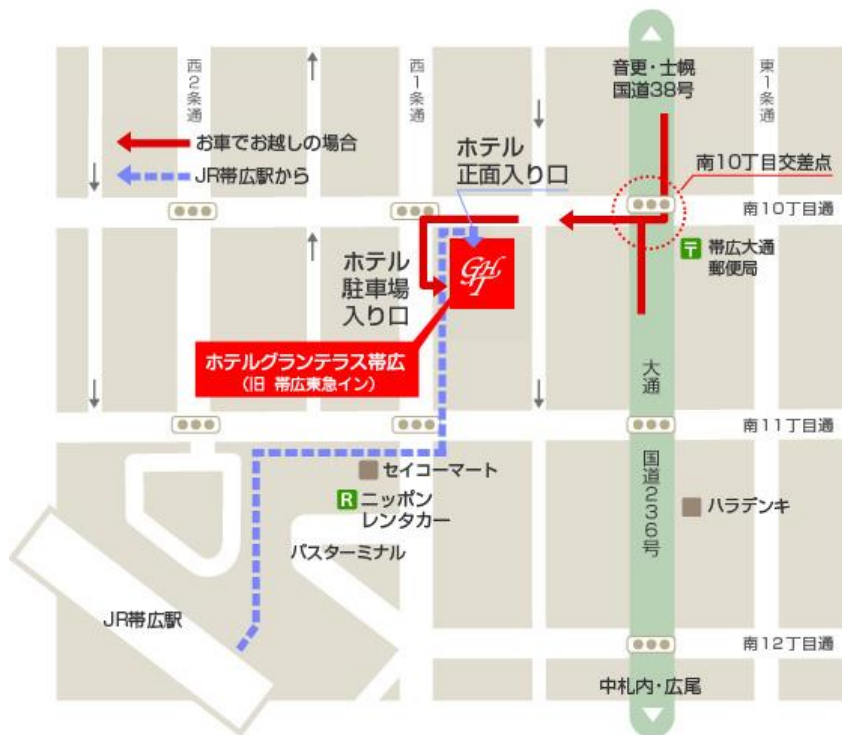 西2条通
西1条通
音更・士幌
国道38号
東1条通
お車でお越しの場合
JR帯広駅から
ホテル
正面入り口
南10丁目交差点
南10丁目通
帯広大通
郵便局
ホテル
駐車場
入り口
GHT
ホテルグランテラス帯広
（旧 帯広東急イン）
大通
南11丁目通
セイコーマート
R ニッポン
レンタカー
バスターミナル
国道236号
ハラデンキ
JR帯広駅
南12丁目通
中札内・広尾